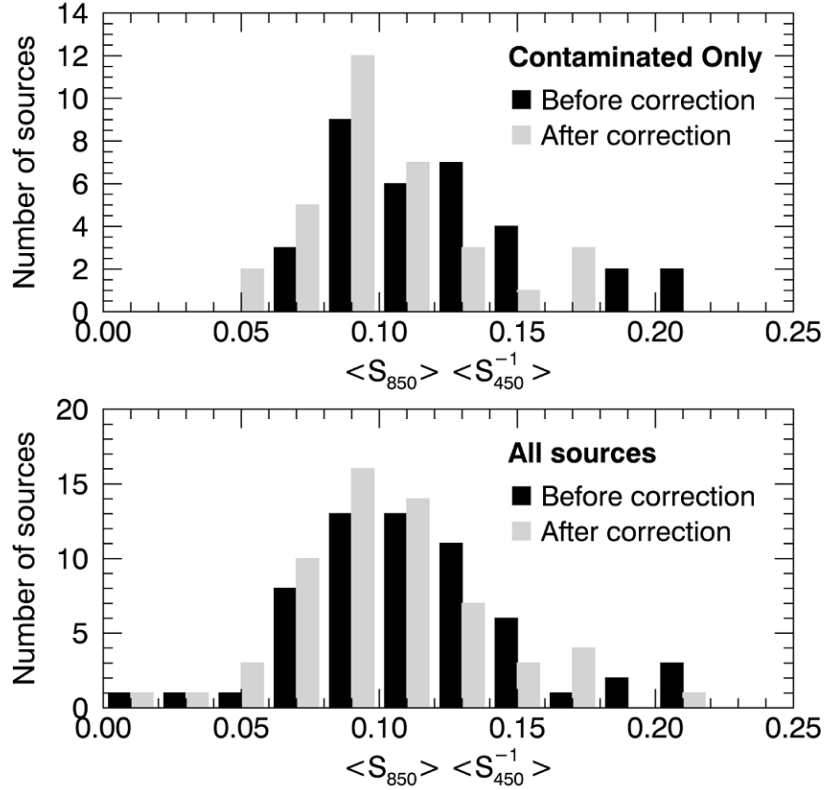 14
12
10
8
6
4
2
0
Number of sources
Contaminated Only
Before correction
After correction
0.00 0.05 0.10 0.15 0.20 0.25
<S850> <S450^-1>
20
15
10
5
0
Number of sources
All sources
Before correction
After correction
0.00 0.05 0.10 0.15 0.20 0.25
<S850> <S450^-1>